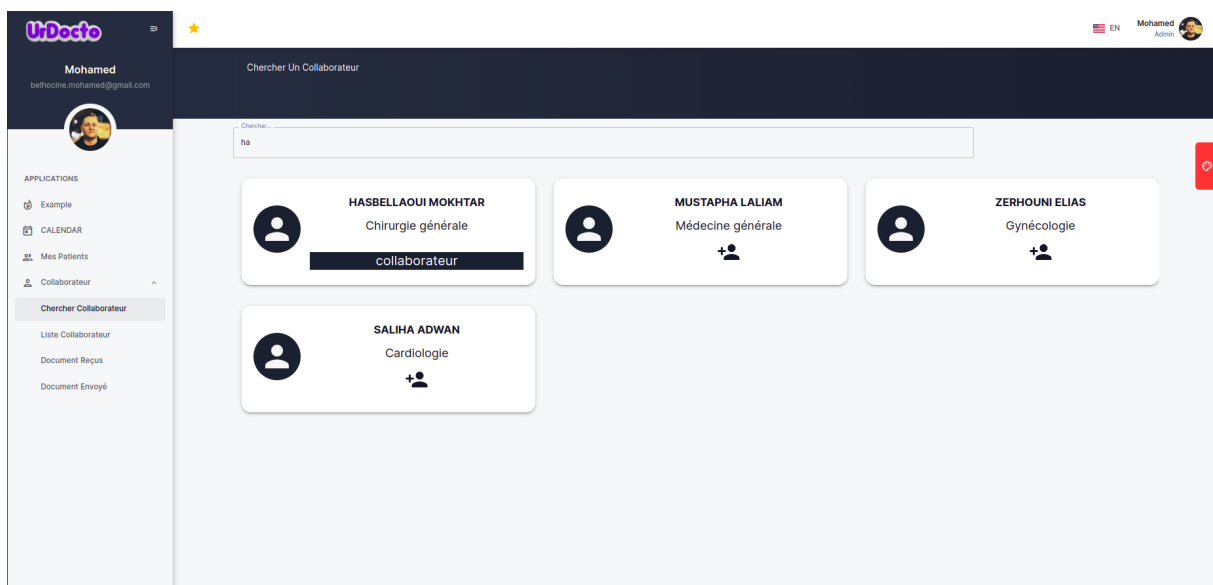 UrDocto
EN
Mohamed
Admin
Mohamed
belhocine.mohamed@gmail.com
Chercher Un Collaborateur
Chercher...
ha
APPLICATIONS
Example
CALENDAR
Mes Patients
Collaborateur
Chercher Collaborateur
Liste Collaborateur
Document Reçus
Document Envoyé
HASBELLAOUI MOKHTAR
Chirurgie générale
collaborateur
MUSTAPHA LALIAM
Médecine générale
ZERHOUNI ELIAS
Gynécologie
SALIHA ADWAN
Cardiologie